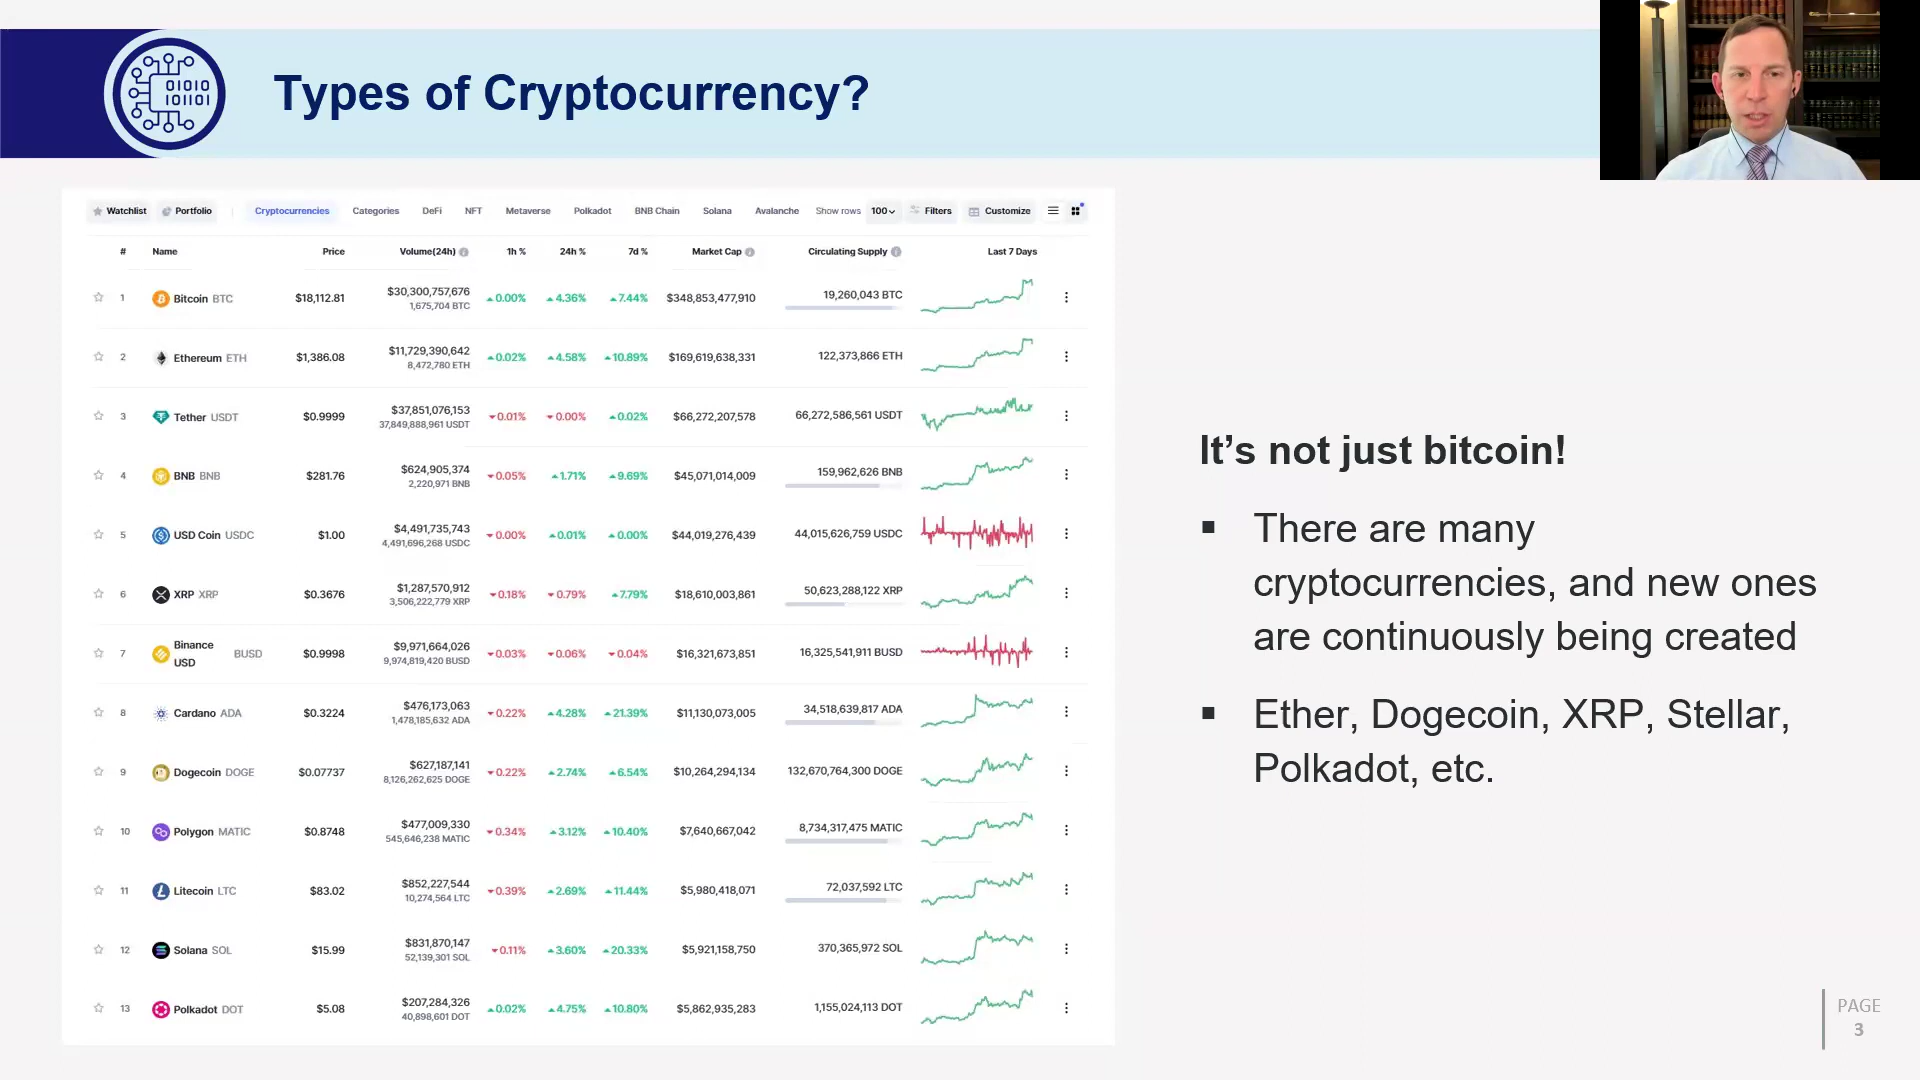 01010
10110
Types of Cryptocurrency?
Watchlist Portfolio Cryptocurrencies Categories DeFi NFT Metaverse Polkadot BNB Chain Solana Avalanche Show rows 100 Filters Customize
# Name Price Volume(24h) 1h % 24h % 7d % Market Cap Circulating Supply Last 7 Days
1 Bitcoin BTC $18,112.81 $30,300,757,676 0.00% 4.36% 7.44% $348,853,477,910 19,260,043 BTC
1,675,704 BTC
2 Ethereum ETH $1,386.08 $11,729,390,642 0.02% 4.58% 10.89% $169,619,638,331 122,373,866 ETH
8,472,780 ETH
3 Tether USDT $0.9999 $37,851,076,153 0.01% 0.00% 0.02% $66,272,207,578 66,272,586,561 USDT
37,849,888,961 USDT
4 BNB BNB $281.76 $624,905,374 0.05% 1.71% 9.69% $45,071,014,009 159,962,626 BNB
2,220,971 BNB
5 USD Coin USDC $1.00 $4,491,735,743 0.00% 0.01% 0.00% $44,019,276,439 44,015,626,759 USDC
4,491,696,268 USDC
6 XRP XRP $0.3676 $1,287,570,912 0.18% 0.79% 7.79% $18,610,003,861 50,623,288,122 XRP
3,506,222,779 XRP
7 Binance USD BUSD $0.9998 $9,971,664,026 0.03% 0.06% 0.04% $16,321,673,851 16,325,541,911 BUSD
9,974,819,420 BUSD
8 Cardano ADA $0.3224 $476,173,063 0.22% 4.28% 21.39% $11,130,073,005 34,518,639,817 ADA
1,478,185,632 ADA
9 Dogecoin DOGE $0.07737 $627,187,141 0.22% 2.74% 6.54% $10,264,294,134 132,670,764,300 DOGE
8,126,262,625 DOGE
10 Polygon MATIC $0.8748 $477,009,330 0.34% 3.12% 10.40% $7,640,667,042 8,734,317,475 MATIC
545,646,238 MATIC
11 Litecoin LTC $83.02 $852,227,544 0.39% 2.69% 11.44% $5,980,418,071 72,037,592 LTC
10,274,564 LTC
12 Solana SOL $15.99 $831,870,147 0.11% 3.60% 20.33% $5,921,158,750 370,365,972 SOL
52,139,301 SOL
13 Polkadot DOT $5.08 $207,284,326 0.02% 4.75% 10.80% $5,862,935,283 1,155,024,113 DOT
40,898,601 DOT
It’s not just bitcoin!
▪ There are many
cryptocurrencies, and new ones
are continuously being created
▪ Ether, Dogecoin, XRP, Stellar,
Polkadot, etc.
PAGE
3